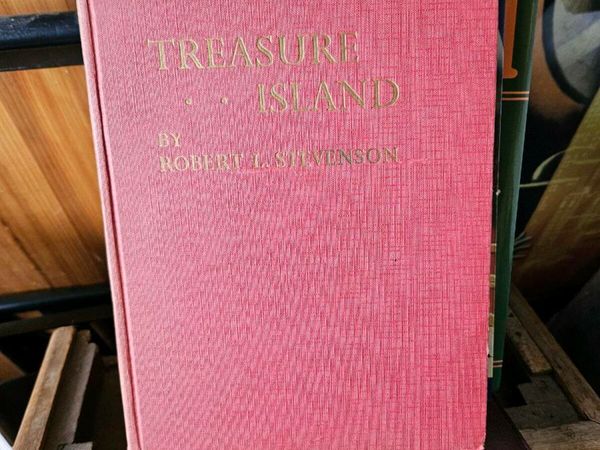 TREASURE
· · ISLAND
BY
ROBERT L. STEVENSON